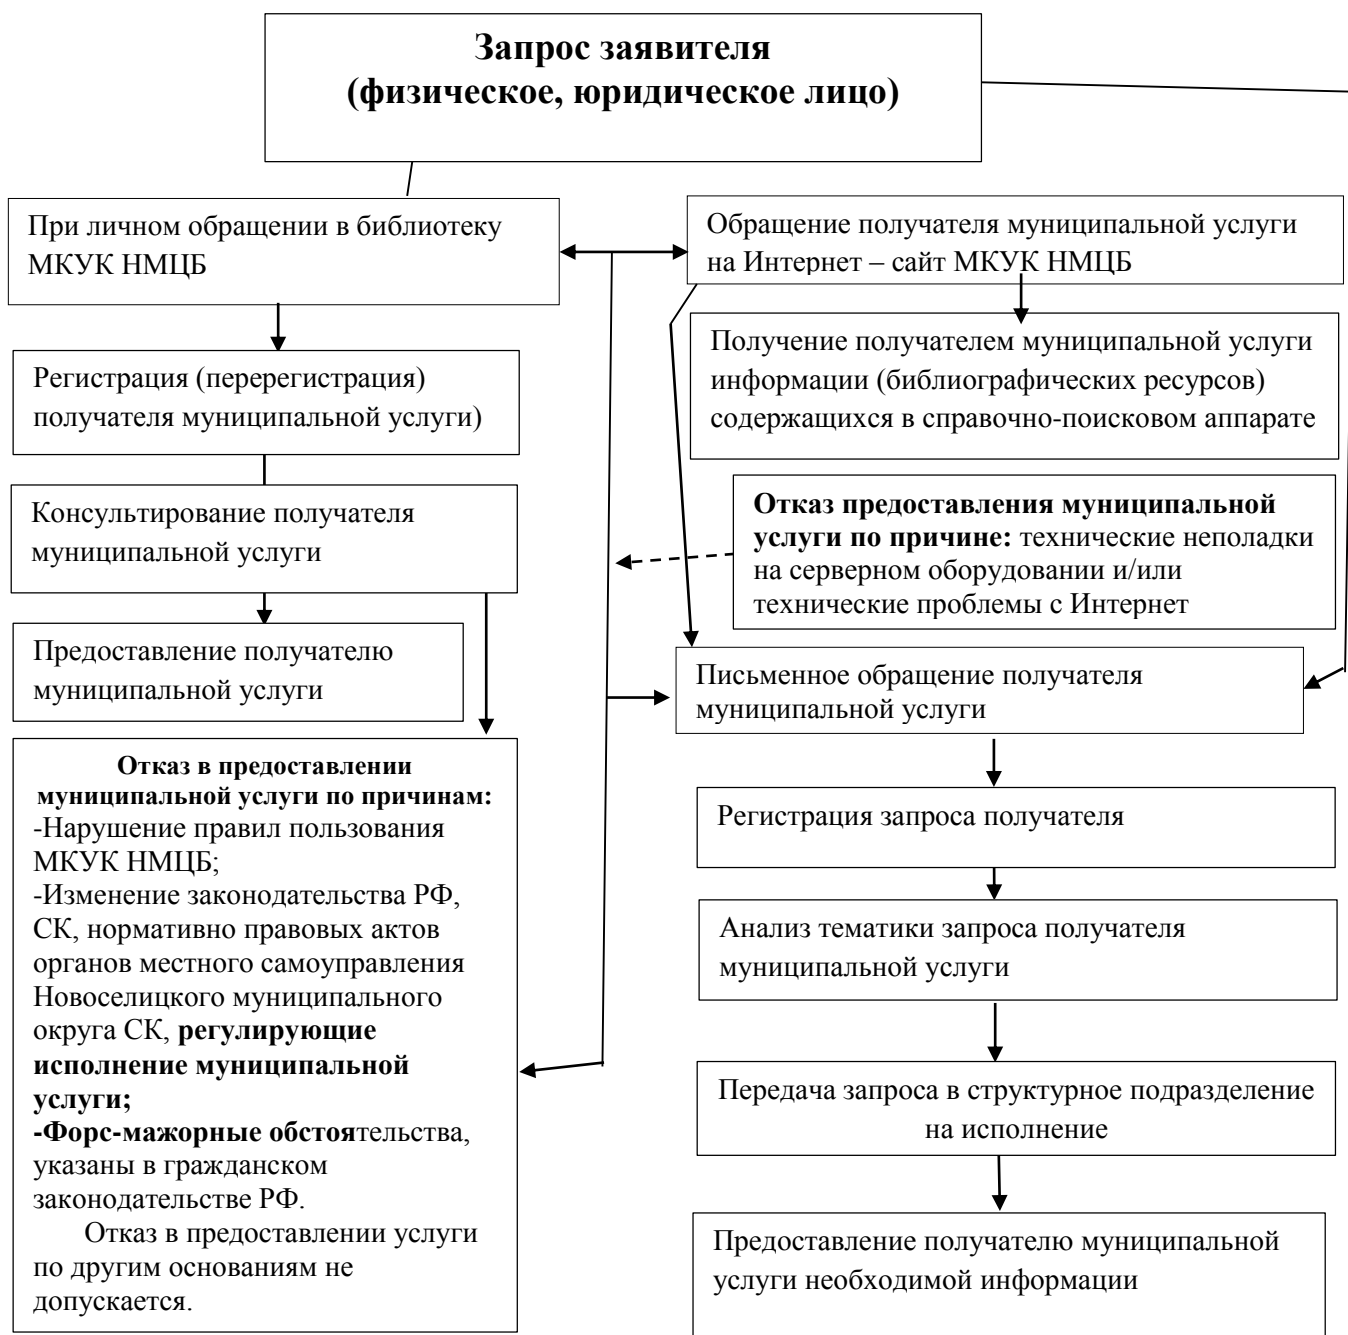 Запрос заявителя
(физическое, юридическое лицо)
При личном обращении в библиотеку
МКУК НМЦБ
Обращение получателя муниципальной услуги
на Интернет – сайт МКУК НМЦБ
Регистрация (перерегистрация)
получателя муниципальной услуги)
Получение получателем муниципальной услуги
информации (библиографических ресурсов)
содержащихся в справочно-поисковом аппарате
Консультирование получателя
муниципальной услуги
Отказ предоставления муниципальной
услуги по причине: технические неполадки
на серверном оборудовании и/или
технические проблемы с Интернет
Предоставление получателю
муниципальной услуги
Письменное обращение получателя
муниципальной услуги
Отказ в предоставлении
муниципальной услуги по причинам:
-Нарушение правил пользования
МКУК НМЦБ;
-Изменение законодательства РФ,
СК, нормативно правовых актов
органов местного самоуправления
Новоселицкого муниципального
округа СК, регулирующие
исполнение муниципальной
услуги;
-Форс-мажорные обстоятельства,
указаны в гражданском
законодательстве РФ.
Отказ в предоставлении услуги
по другим основаниям не
допускается.
Регистрация запроса получателя
Анализ тематики запроса получателя
муниципальной услуги
Передача запроса в структурное подразделение
на исполнение
Предоставление получателю муниципальной
услуги необходимой информации